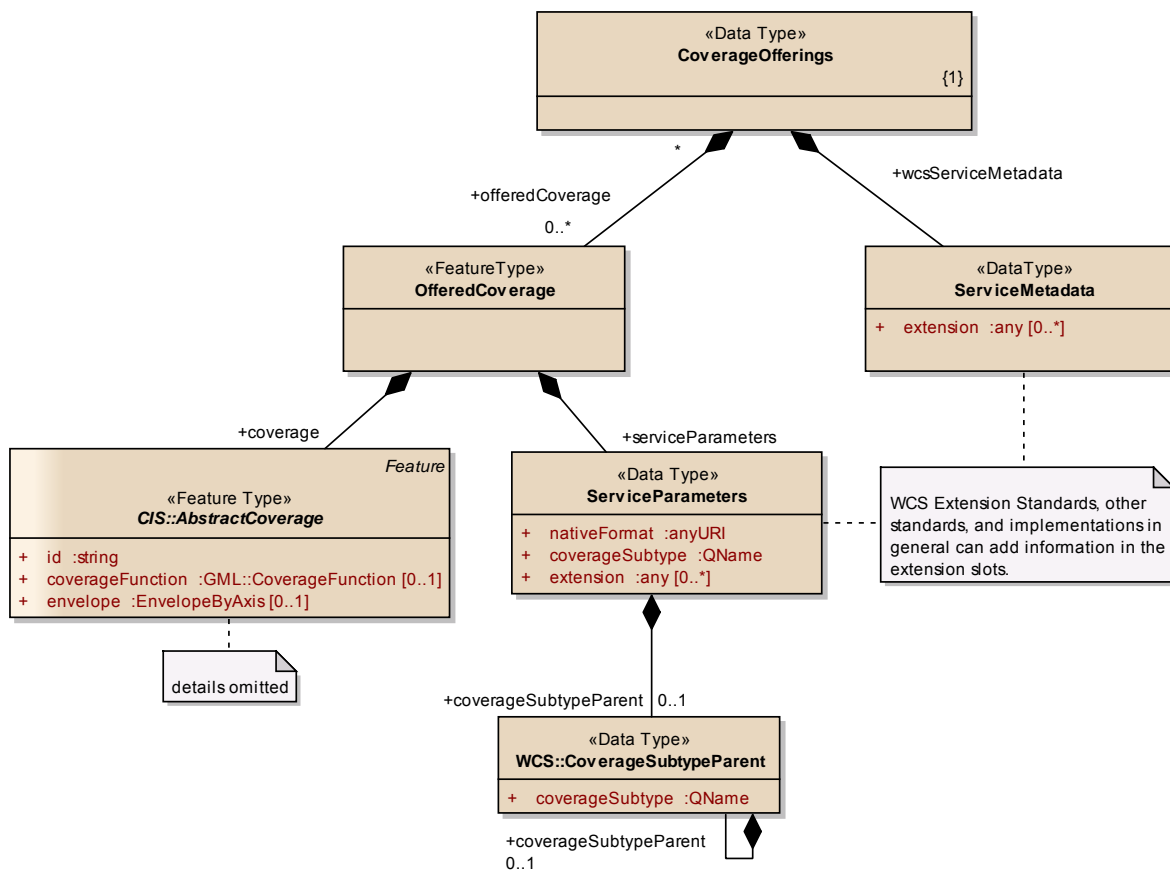 «Data Type»
CoverageOfferings
{1}
*
+wcsServiceMetadata
+offeredCoverage
0..*
«FeatureType»
OfferedCoverage
«DataType»
ServiceMetadata
+ extension :any [0..*]
+coverage
+serviceParameters
Feature
«Feature Type»
CIS::AbstractCoverage
+ id :string
+ coverageFunction :GML::CoverageFunction [0..1]
+ envelope :EnvelopeByAxis [0..1]
«Data Type»
ServiceParameters
+ nativeFormat :anyURI
+ coverageSubtype :QName
+ extension :any [0..*]
WCS Extension Standards, other
standards, and implementations in
general can add information in the
extension slots.
details omitted
+coverageSubtypeParent 0..1
«Data Type»
WCS::CoverageSubtypeParent
+ coverageSubtype :QName
+coverageSubtypeParent
0..1